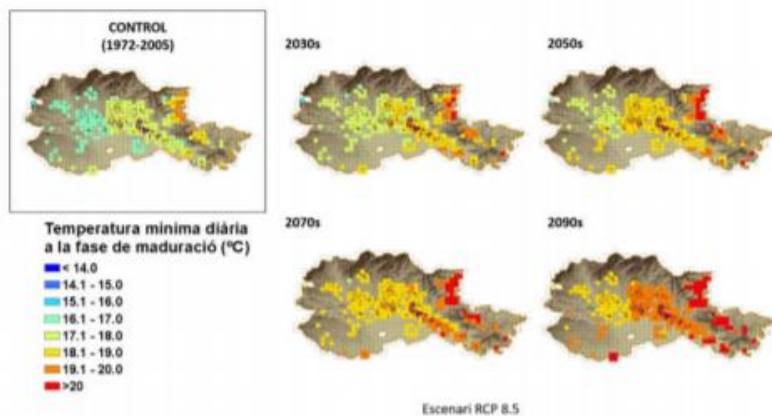 CONTROL
(1972-2005)
2030s
2050s
Temperatura mínima diària
a la fase de maduració (ºC)
< 14.0
14.1 - 15.0
15.1 - 16.0
16.1 - 17.0
17.1 - 18.0
18.1 - 19.0
19.1 - 20.0
>20
2070s
2090s
Escenari RCP 8.5